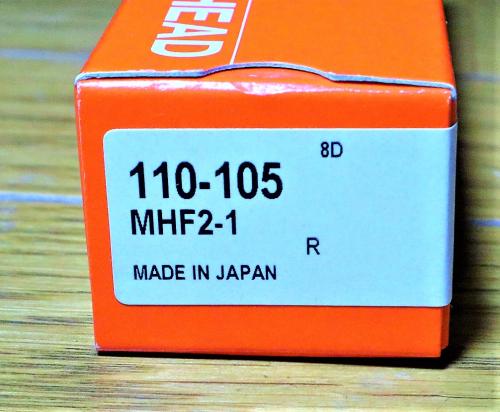 HEAD
8D
110-105
MHF2-1
R
MADE IN JAPAN